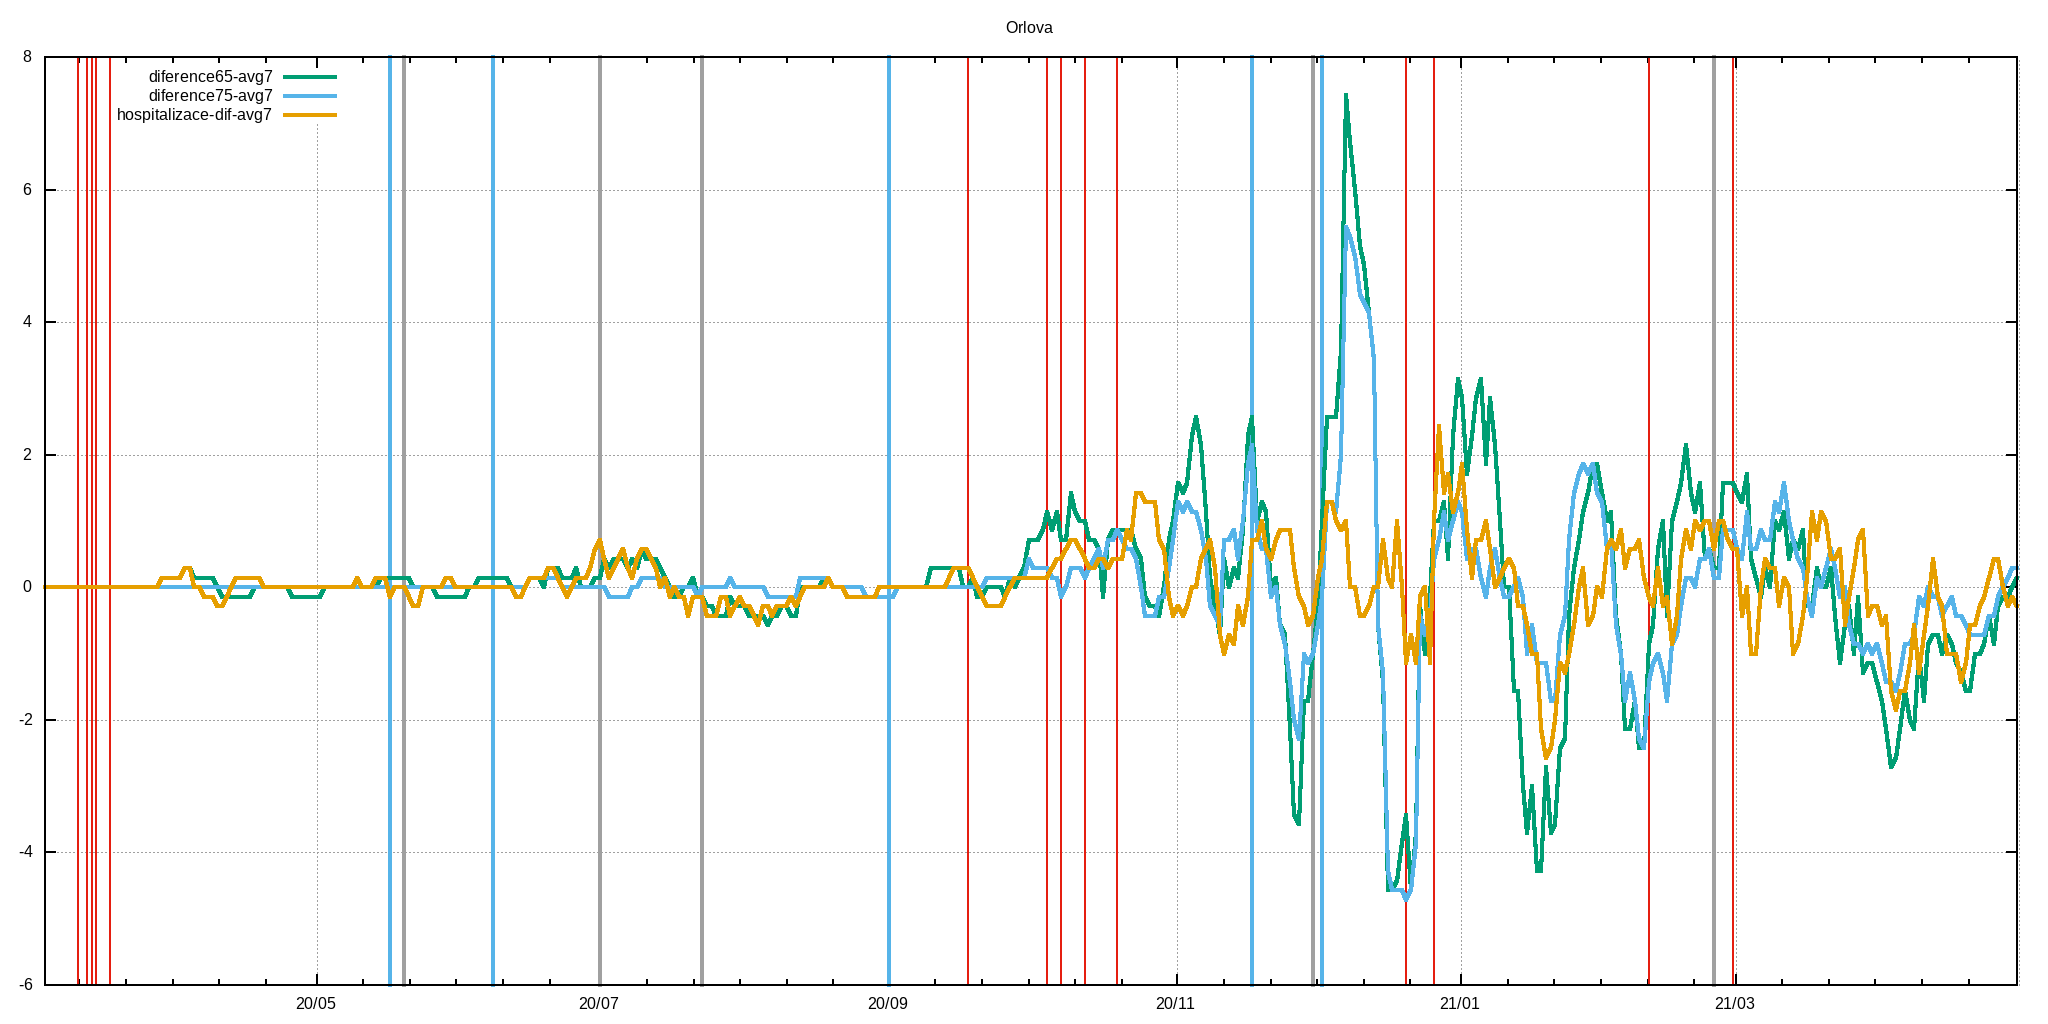 Orlova
diference65-avg7
diference75-avg7
hospitalizace-dif-avg7
8
6
4
2
0
-2
-4
-6
20/05 20/07 20/09 20/11 21/01 21/03